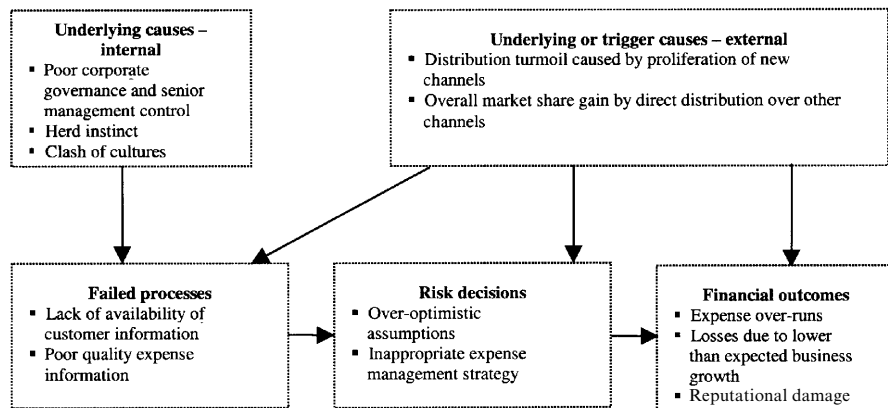 Underlying causes –
internal
▪ Poor corporate
governance and senior
management control
▪ Herd instinct
▪ Clash of cultures
Underlying or trigger causes – external
▪ Distribution turmoil caused by proliferation of new
channels
▪ Overall market share gain by direct distribution over other
channels
Failed processes
▪ Lack of availability of
customer information
▪ Poor quality expense
information
Risk decisions
▪ Over-optimistic
assumptions
▪ Inappropriate expense
management strategy
Financial outcomes
▪ Expense over-runs
▪ Losses due to lower
than expected business
growth
▪ Reputational damage